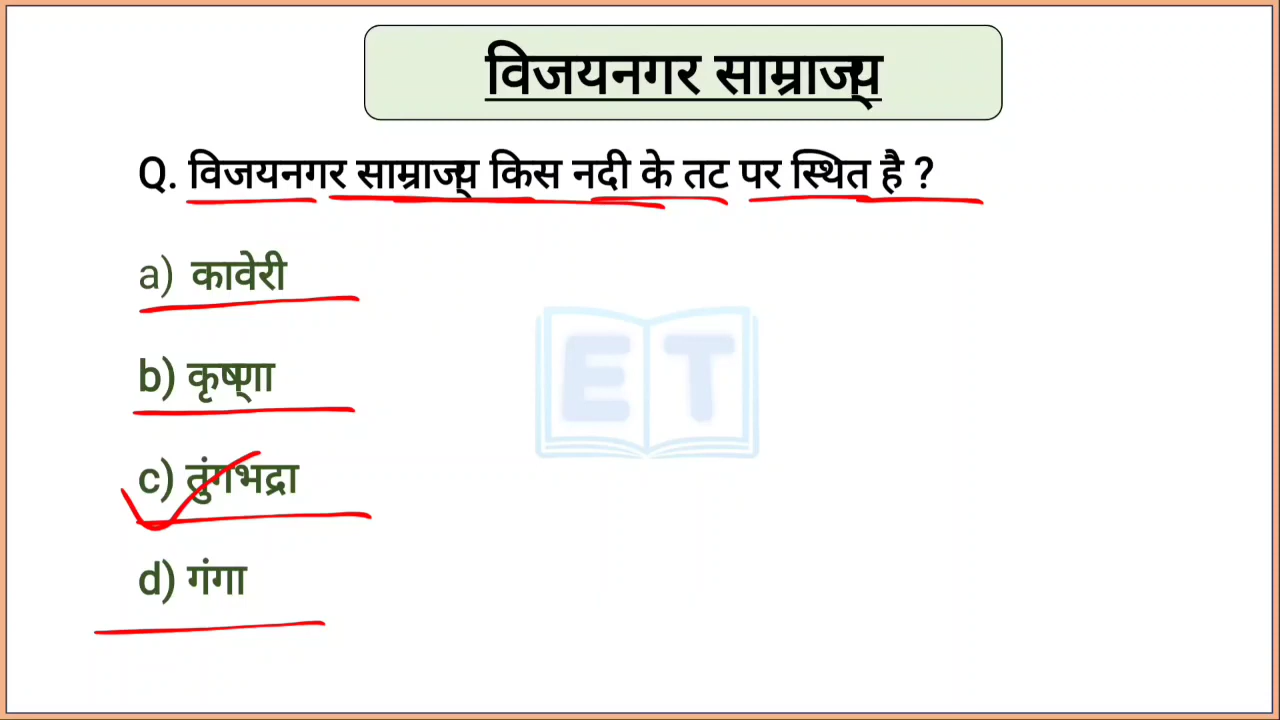 विजयनगर साम्राज्य
Q. विजयनगर साम्राज्य किस नदी के तट पर स्थित है ?
a) कावेरी
b) कृष्णा
ET
c) तुंगभद्रा
d) गंगा